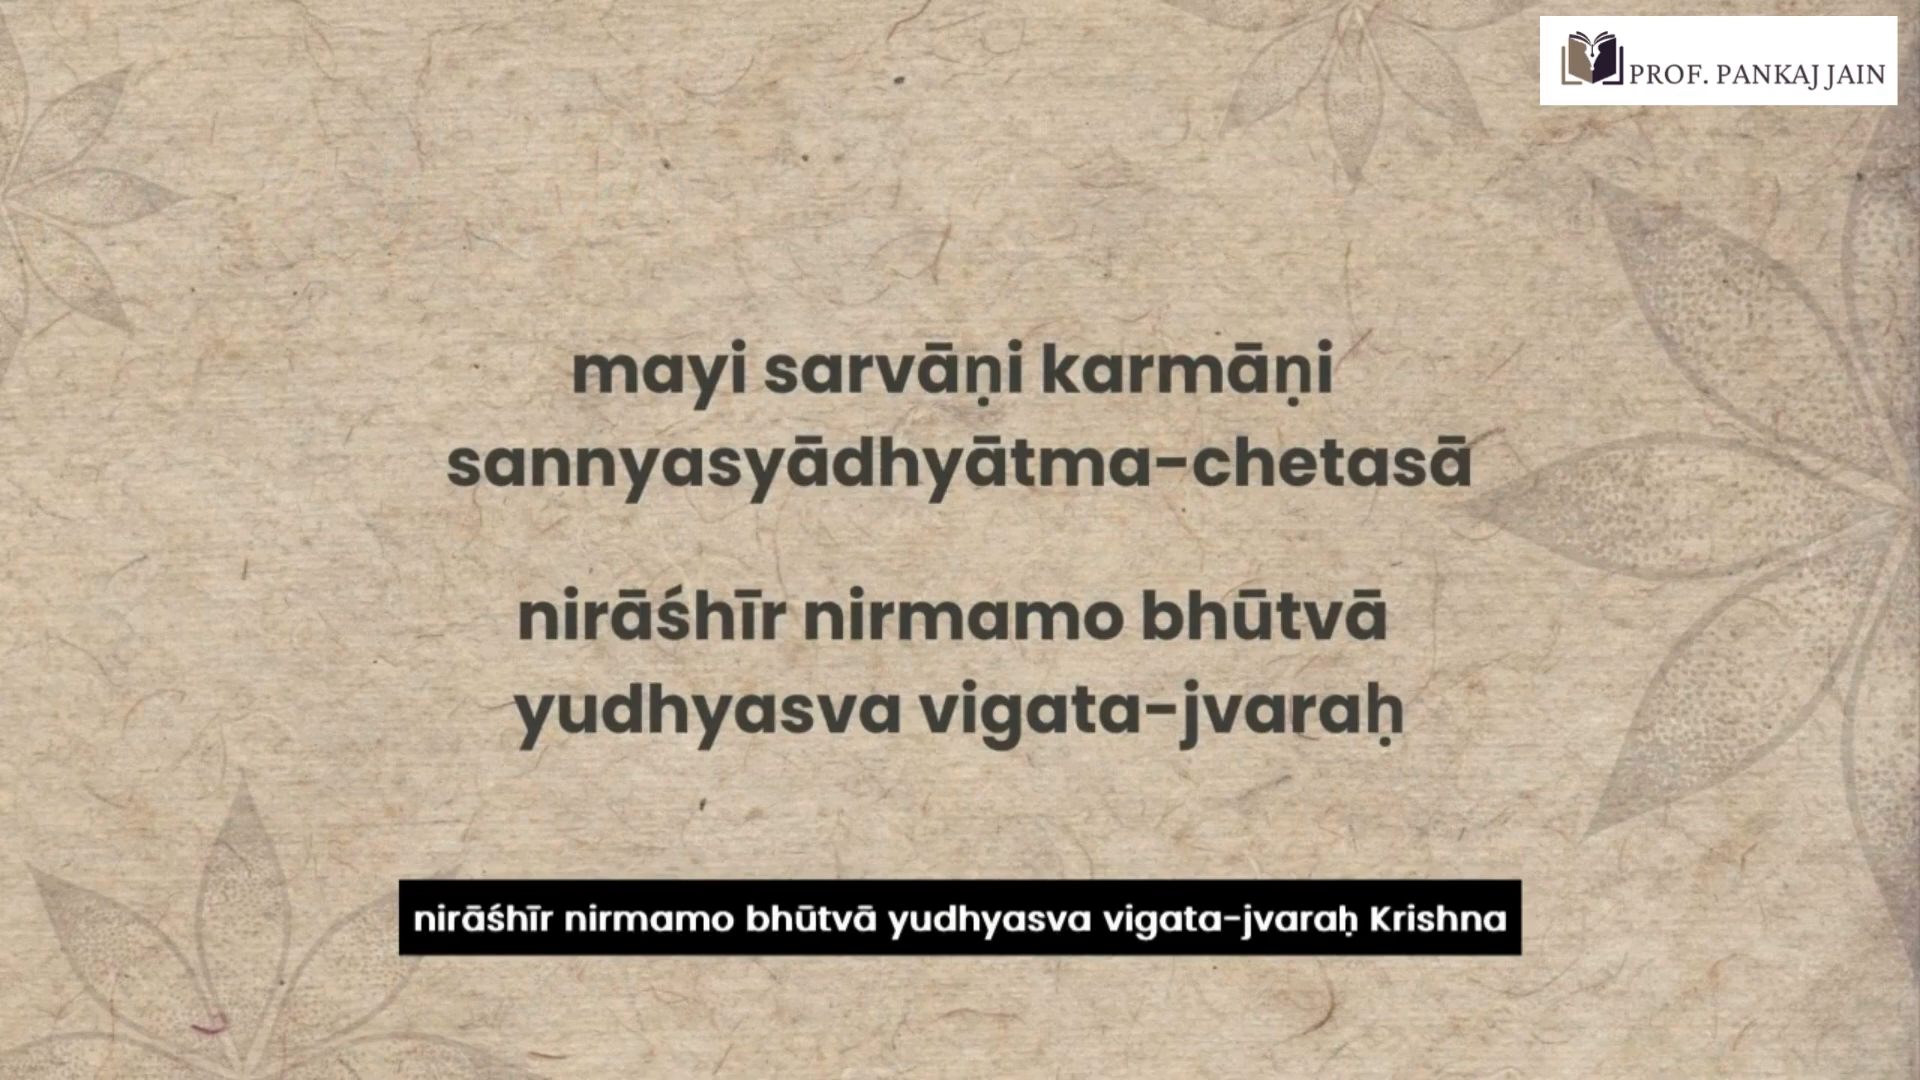 PROF. PANKAJ JAIN
mayi sarvāṇi karmāṇi
sannyasyādhyātma-chetasā
nirāśhīr nirmamo bhūtvā
yudhyasva vigata-jvaraḥ
nirāśhīr nirmamo bhūtvā yudhyasva vigata-jvaraḥ Krishna